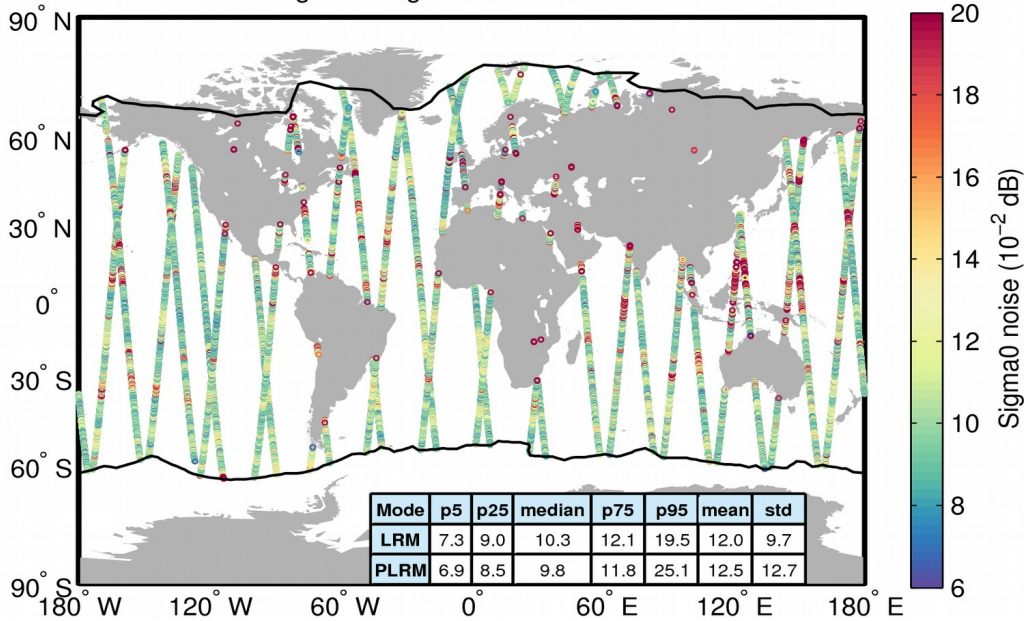 90° N
60° N
30° N
0°
30° S
60° S
90° S
180° W 120° W 60° W 0° 60° E 120° E 180° E
Mode p5 p25 median p75 p95 mean std
LRM 7.3 9.0 10.3 12.1 19.5 12.0 9.7
PLRM 6.9 8.5 9.8 11.8 25.1 12.5 12.7
20
18
16
14
12
10
8
6
Sigma0 noise (10⁻² dB)